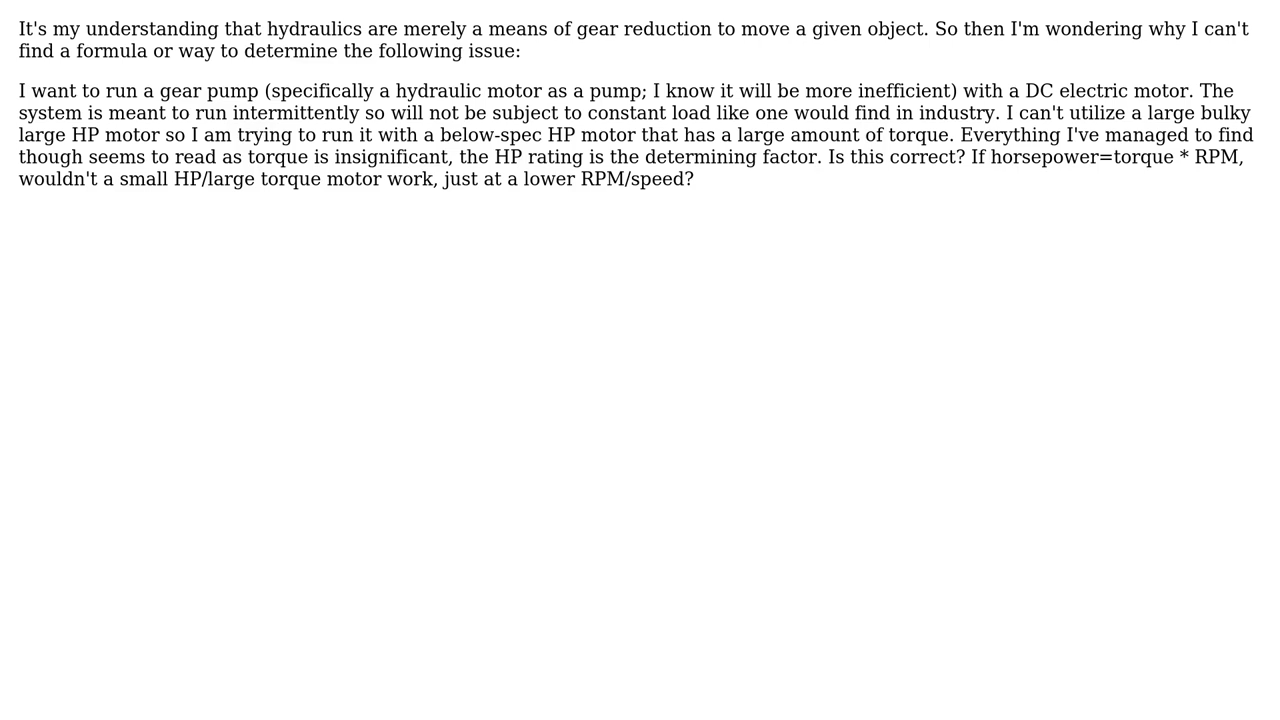 It's my understanding that hydraulics are merely a means of gear reduction to move a given object. So then I'm wondering why I can't
find a formula or way to determine the following issue:
I want to run a gear pump (specifically a hydraulic motor as a pump; I know it will be more inefficient) with a DC electric motor. The
system is meant to run intermittently so will not be subject to constant load like one would find in industry. I can't utilize a large bulky
large HP motor so I am trying to run it with a below-spec HP motor that has a large amount of torque. Everything I've managed to find
though seems to read as torque is insignificant, the HP rating is the determining factor. Is this correct? If horsepower=torque * RPM,
wouldn't a small HP/large torque motor work, just at a lower RPM/speed?